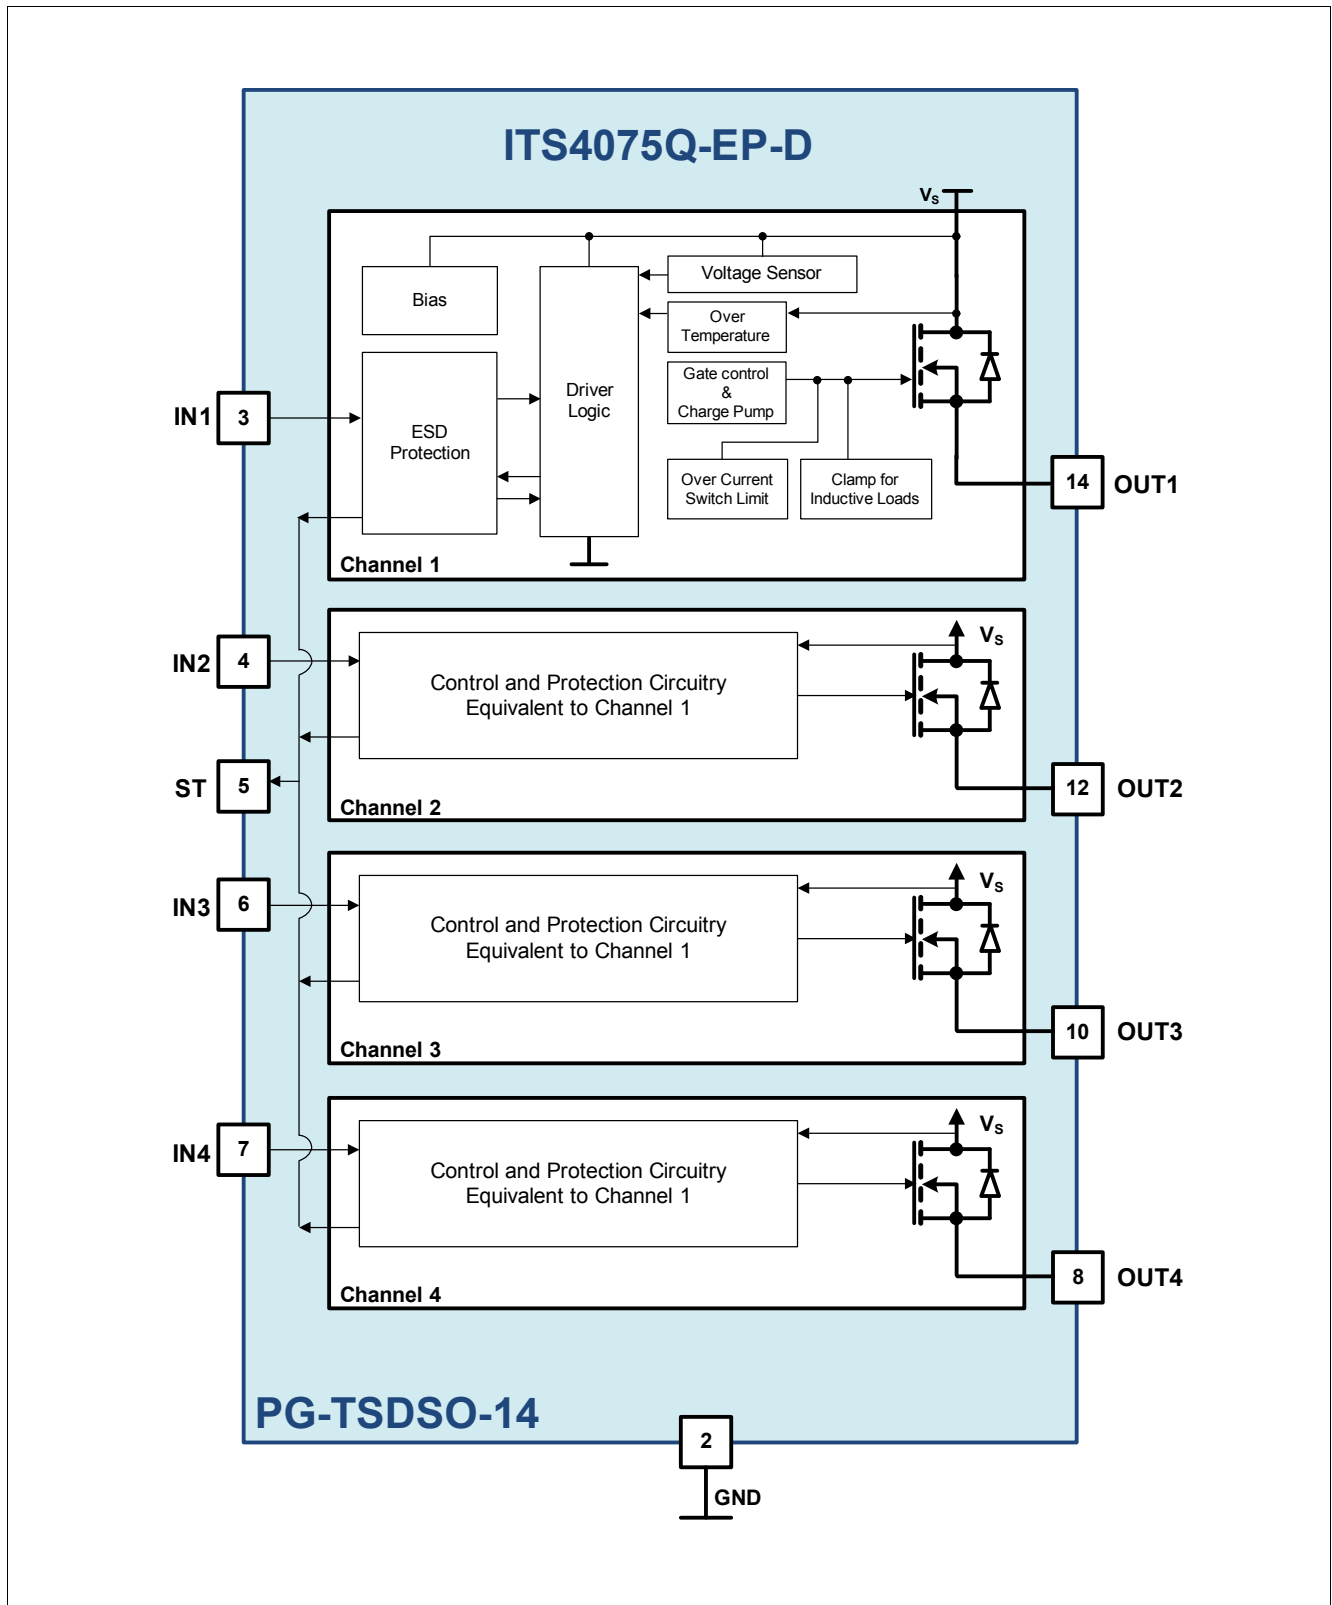 ITS4075Q-EP-D
VS
Voltage Sensor
Bias
Over
Temperature
Driver
Logic
Gate control
&
Charge Pump
IN1
3
ESD
Protection
Over Current
Switch Limit
Clamp for
Inductive Loads
14
OUT1
Channel 1
IN2
4
Control and Protection Circuitry
Equivalent to Channel 1
VS
ST
5
12
OUT2
Channel 2
IN3
6
Control and Protection Circuitry
Equivalent to Channel 1
VS
10
OUT3
Channel 3
IN4
7
Control and Protection Circuitry
Equivalent to Channel 1
VS
8
OUT4
Channel 4
PG-TSDSO-14
2
GND